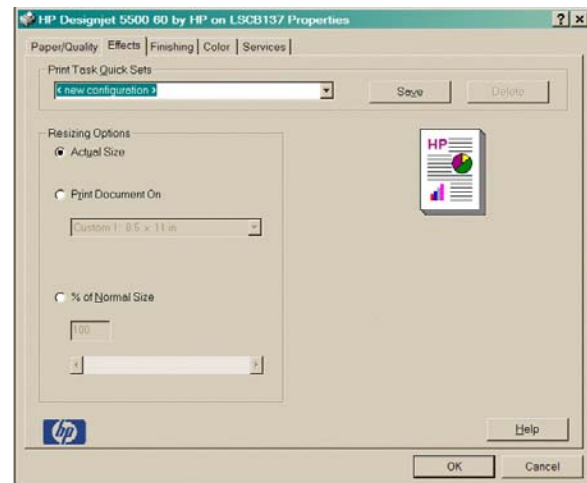 HP Designjet 5500 60 by HP on LSCB137 Properties
Paper/Quality Effects Finishing Color Services
Print Task Quick Sets
< new configuration >
Save Delete
Resizing Options
Actual Size
HP
Print Document On
Custom 1: 8.5 x 11 in
% of Normal Size
100
hp
Help
OK Cancel